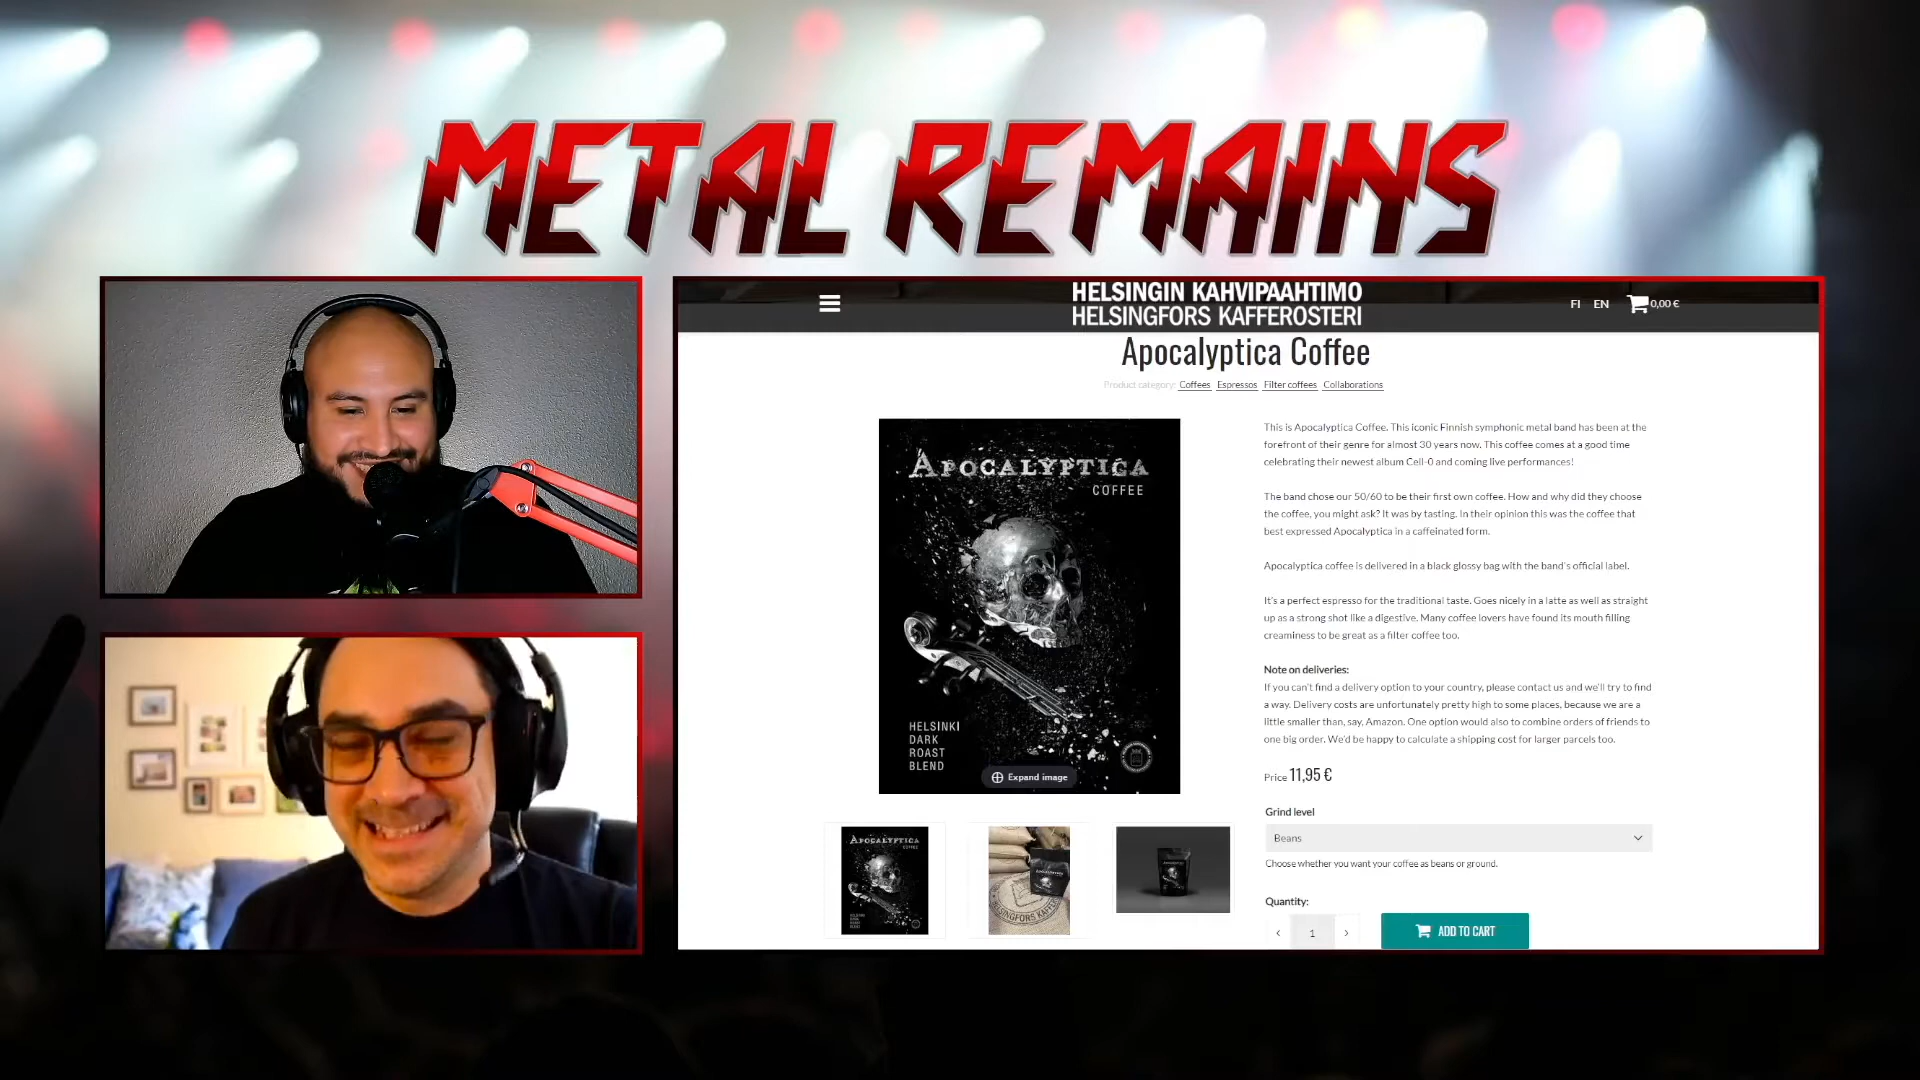 METAL REMAINS
HELSINGIN KAHVIPAAHTIMO
HELSINGFORS KAFFEROSTERI
FI EN 0,00 €
Apocalyptica Coffee
Product category: Coffees Espressos Filter coffees Collaborations
APOCALYPTICA
COFFEE
HELSINKI
DARK
ROAST
BLEND
Expand image
This is Apocalyptica Coffee. This iconic Finnish symphonic metal band has been at the
forefront of their genre for almost 30 years now. This coffee comes at a good time
celebrating their newest album Cell-0 and coming live performances!
The band chose our 50/60 to be their first own coffee. How and why did they choose
the coffee, you might ask? It was by tasting. In their opinion this was the coffee that
best expressed Apocalyptica in a caffeinated form.
Apocalyptica coffee is delivered in a black glossy bag with the band's official label.
It's a perfect espresso for the traditional taste. Goes nicely in a latte as well as straight
up as a strong shot like a digestive. Many coffee lovers have found its mouth filling
creaminess to be great as a filter coffee too.
Note on deliveries:
If you can't find a delivery option to your country, please contact us and we'll try to find
a way. Delivery costs are unfortunately pretty high to some places, because we are a
little smaller than, say, Amazon. One option would also to combine orders of friends to
one big order. We'd be happy to calculate a shipping cost for larger parcels too.
Price 11,95 €
Grind level
Beans
Choose whether you want your coffee as beans or ground.
Quantity:
1
ADD TO CART
APOCALYPTICA
COFFEE